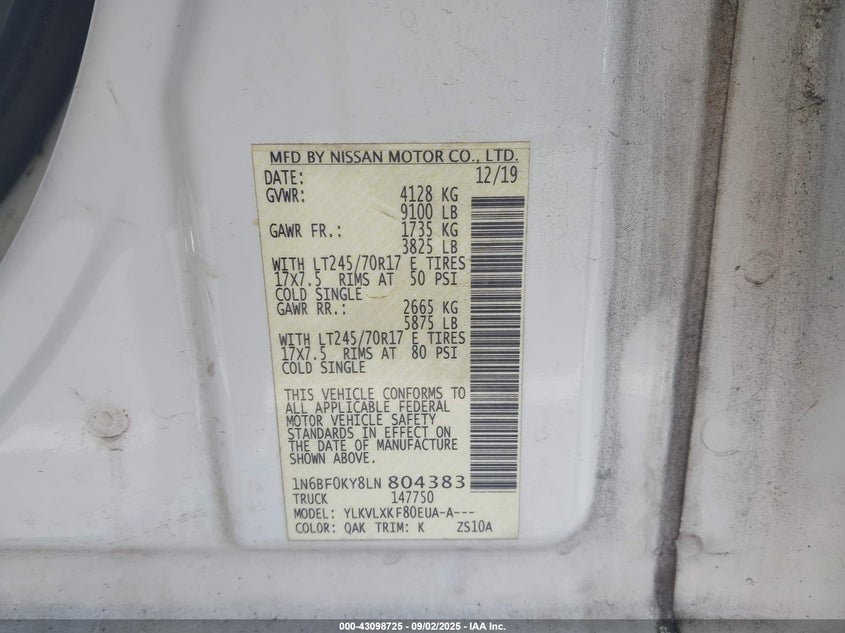 MFD BY NISSAN MOTOR CO., LTD.
DATE: 12/19
GVWR: 4128 KG
9100 LB
GAWR FR.: 1735 KG
3825 LB
WITH LT245/70R17 E TIRES
17X7.5 RIMS AT 50 PSI
COLD SINGLE
GAWR RR.: 2665 KG
5875 LB
WITH LT245/70R17 E TIRES
17X7.5 RIMS AT 80 PSI
COLD SINGLE
THIS VEHICLE CONFORMS TO
ALL APPLICABLE FEDERAL
MOTOR VEHICLE SAFETY
STANDARDS IN EFFECT ON
THE DATE OF MANUFACTURE
SHOWN ABOVE.
1N6BF0KY8LN 804383
TRUCK 147750
MODEL: YLKVLXKF80EUA-A---
COLOR: QAK TRIM: K ZS10A
000-43098725 - 09/02/2025 - IAA Inc.